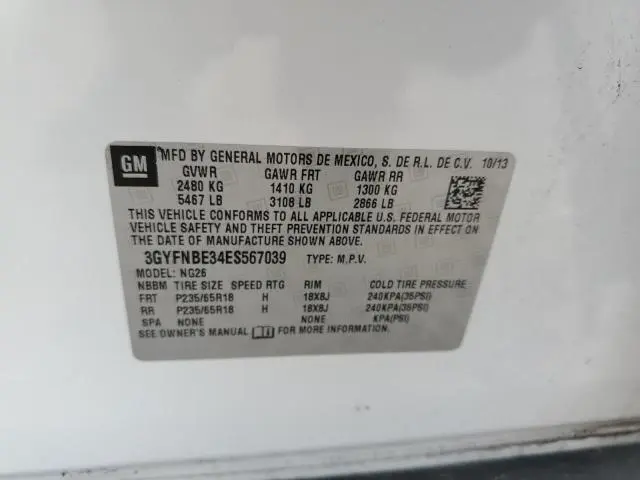 GM MFD BY GENERAL MOTORS DE MEXICO, S. DE R.L. DE C.V. 10/13
GVWR GAWR FRT GAWR RR
2480 KG 1410 KG 1300 KG
5467 LB 3108 LB 2866 LB
THIS VEHICLE CONFORMS TO ALL APPLICABLE U.S. FEDERAL MOTOR
VEHICLE SAFETY AND THEFT PREVENTION STANDARDS IN EFFECT ON
THE DATE OF MANUFACTURE SHOWN ABOVE.
3GYFNBE34ES567039 TYPE: M.P.V.
MODEL: NG26
NBBM TIRE SIZE SPEED RTG RIM COLD TIRE PRESSURE
FRT P235/65R18 H 18X8J 240KPA(35PSI)
RR P235/65R18 H 18X8J 240KPA(35PSI)
SPA NONE NONE KPA(PSI)
SEE OWNER'S MANUAL FOR MORE INFORMATION.